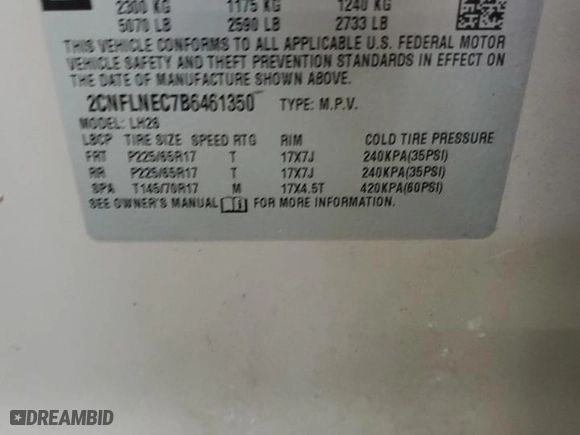 2300 KG 1175 KG 1240 KG
5070 LB 2590 LB 2733 LB
THIS VEHICLE CONFORMS TO ALL APPLICABLE U.S. FEDERAL MOTOR
VEHICLE SAFETY AND THEFT PREVENTION STANDARDS IN EFFECT ON
THE DATE OF MANUFACTURE SHOWN ABOVE.
2CNFLNEC7B6461350 TYPE: M.P.V.
MODEL: LH26
LBCP TIRE SIZE SPEED RTG RIM COLD TIRE PRESSURE
FRT P225/65R17 T 17X7J 240KPA(35PSI)
RR P225/65R17 T 17X7J 240KPA(35PSI)
SPA T145/70R17 M 17X4.5T 420KPA(60PSI)
SEE OWNER'S MANUAL FOR MORE INFORMATION.
DREAMBID